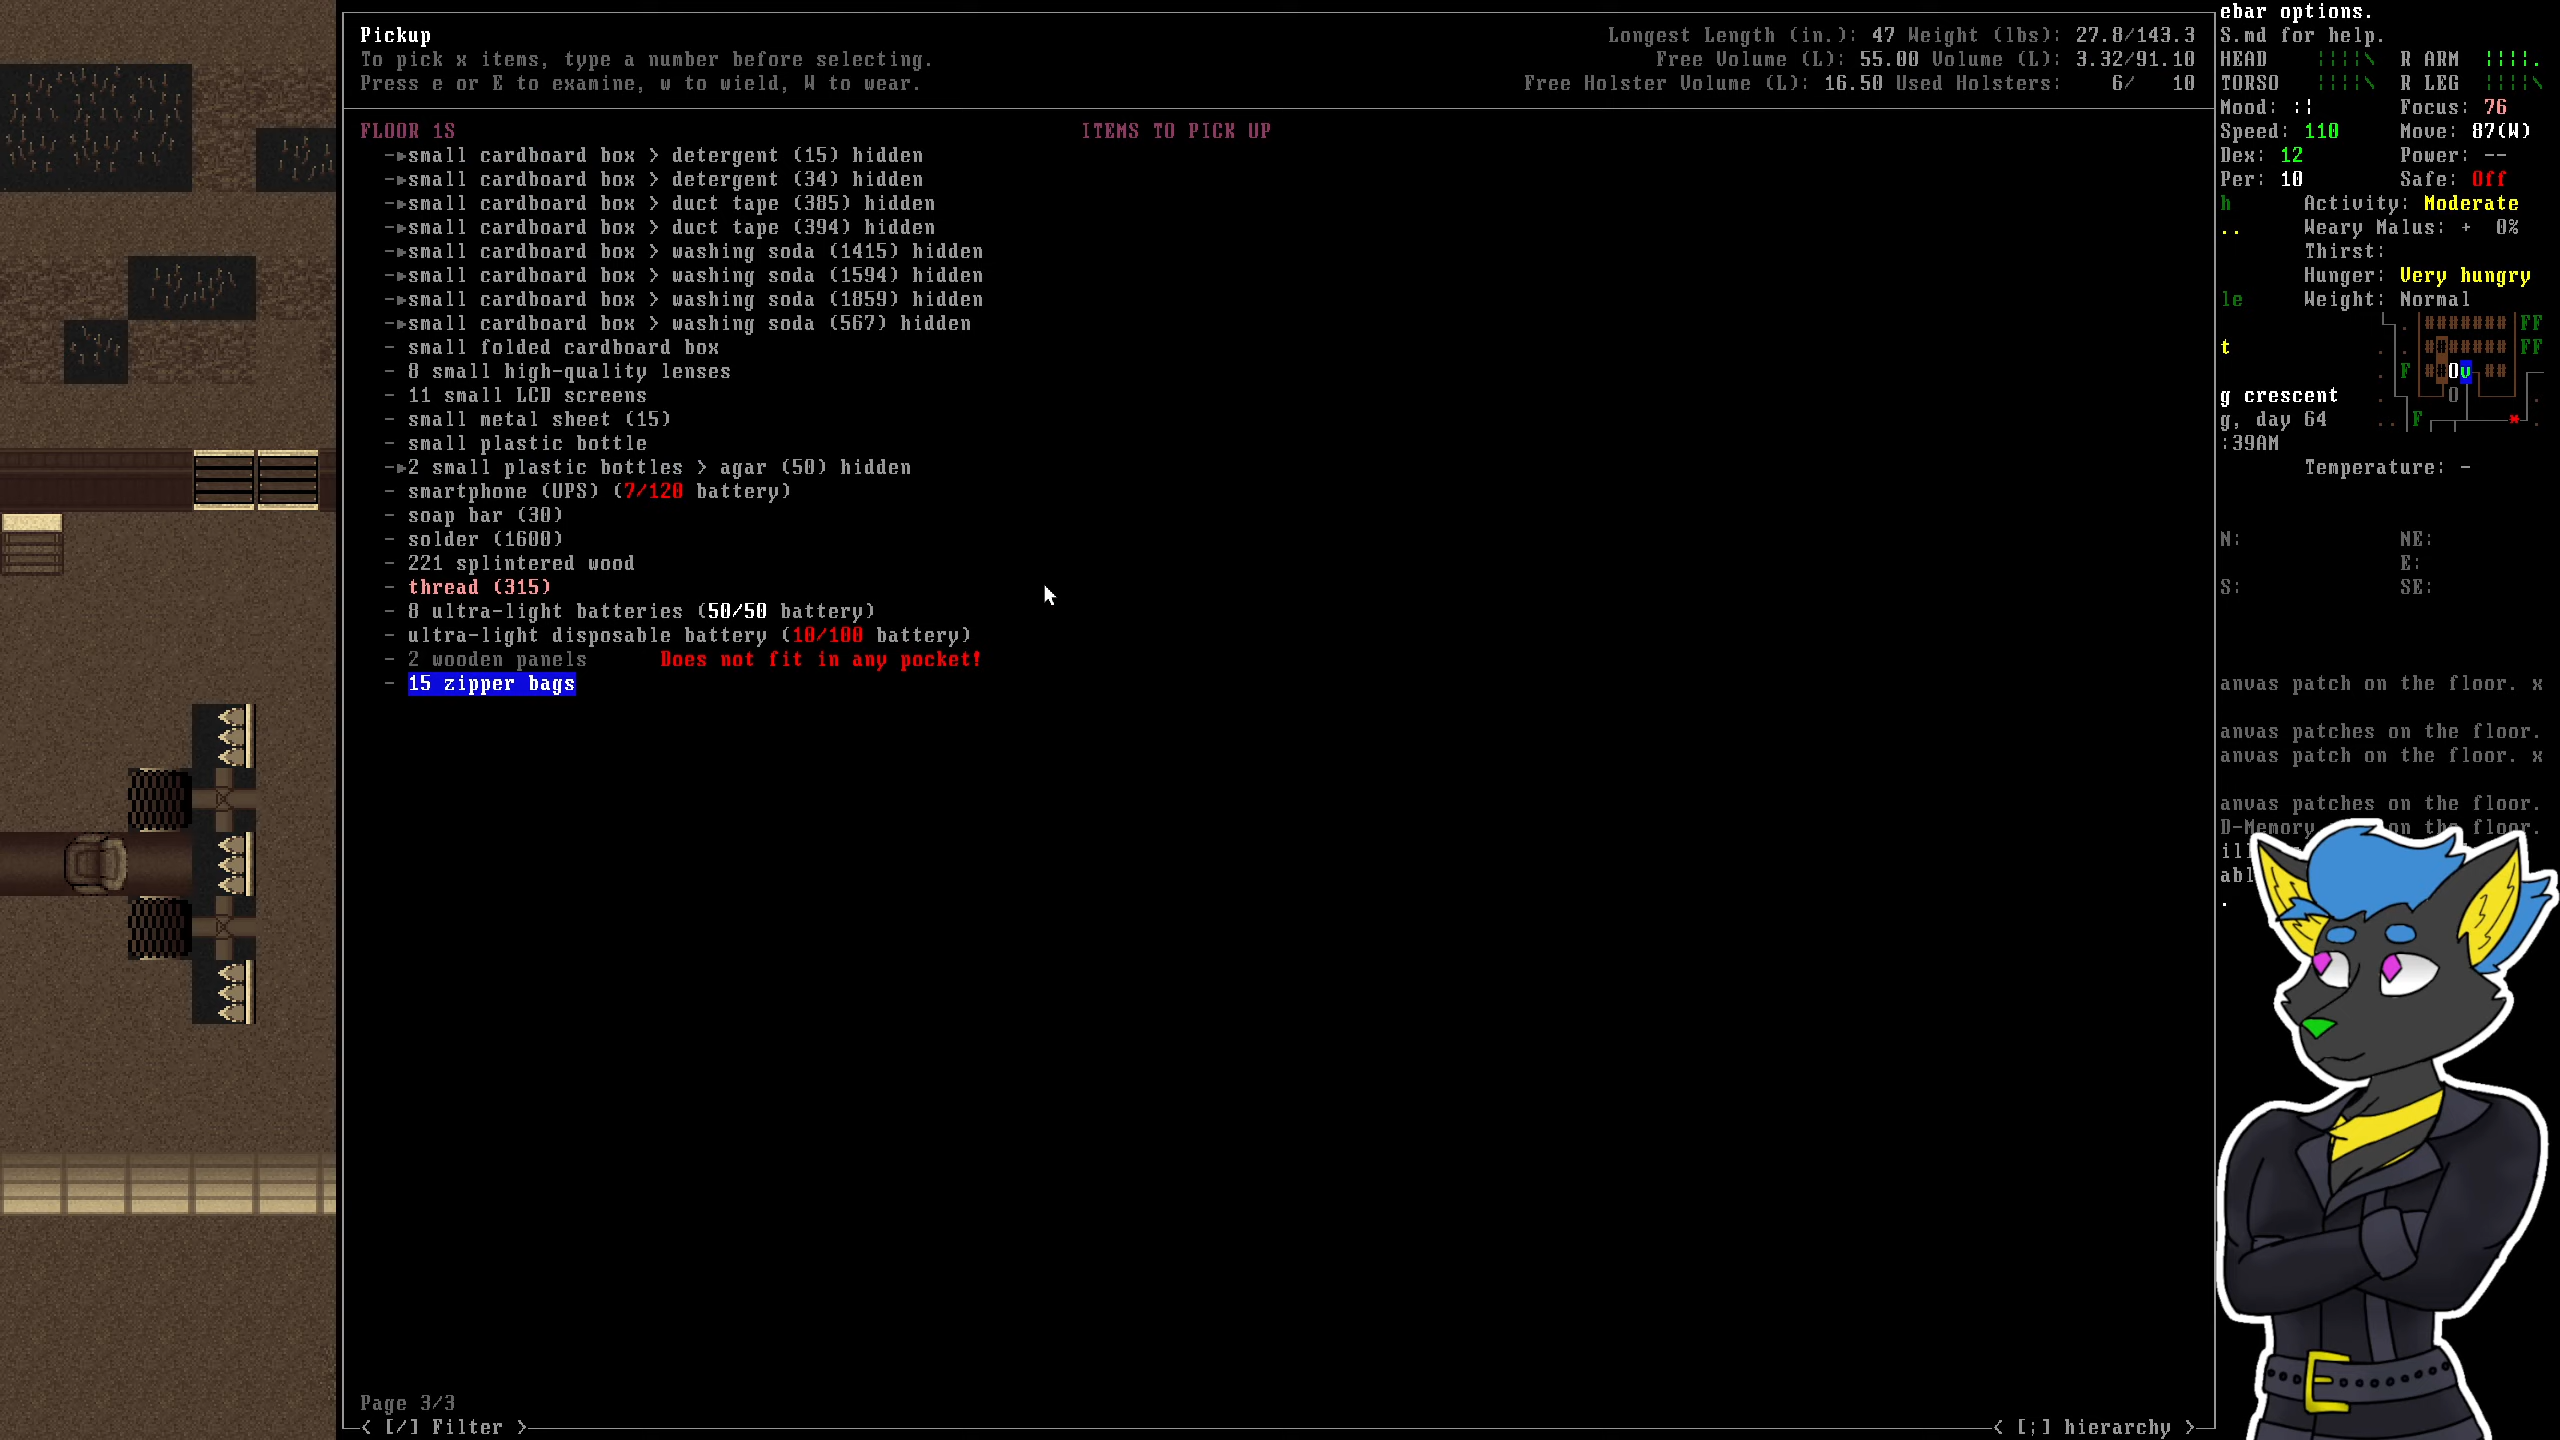 Pickup
To pick x items, type a number before selecting.
Press e or E to examine, w to wield, W to wear.
Longest Length (in.): 47 Weight (lbs): 27.8/143.3
Free Volume (L): 55.00 Volume (L): 3.32/91.10
Free Holster Volume (L): 16.50 Used Holsters: 6/ 10
FLOOR 1S
ITEMS TO PICK UP
small cardboard box > detergent (15) hidden
small cardboard box > detergent (34) hidden
small cardboard box > duct tape (385) hidden
small cardboard box > duct tape (394) hidden
small cardboard box > washing soda (1415) hidden
small cardboard box > washing soda (1594) hidden
small cardboard box > washing soda (1859) hidden
small cardboard box > washing soda (567) hidden
- small folded cardboard box
- 8 small high-quality lenses
- 11 small LCD screens
- small metal sheet (15)
- small plastic bottle
2 small plastic bottles > agar (50) hidden
- smartphone (UPS) (7/120 battery)
- soap bar (30)
- solder (1600)
- 221 splintered wood
- thread (315)
- 8 ultra-light batteries (50/50 battery)
- ultra-light disposable battery (10/100 battery)
- 2 wooden panels Does not fit in any pocket!
- 15 zipper bags
Page 3/3
< [/] Filter >
< [;] hierarchy >
ebar options.
S.md for help.
HEAD ||||\ R ARM ||||.
TORSO ||||\ R LEG ||||\
Mood: :¦ Focus: 76
Speed: 110 Move: 87(W)
Dex: 12 Power: --
Per: 10 Safe: Off
h Activity: Moderate
.. Weary Malus: + 0%
Thirst:
Hunger: Very hungry
le Weight: Normal
t
g crescent
g, day 64
:39AM
Temperature: -
N: NE:
E:
S: SE:
anvas patch on the floor. x
anvas patches on the floor.
anvas patch on the floor. x
anvas patches on the floor.
D-Memory on the floor.
ill
abl
.